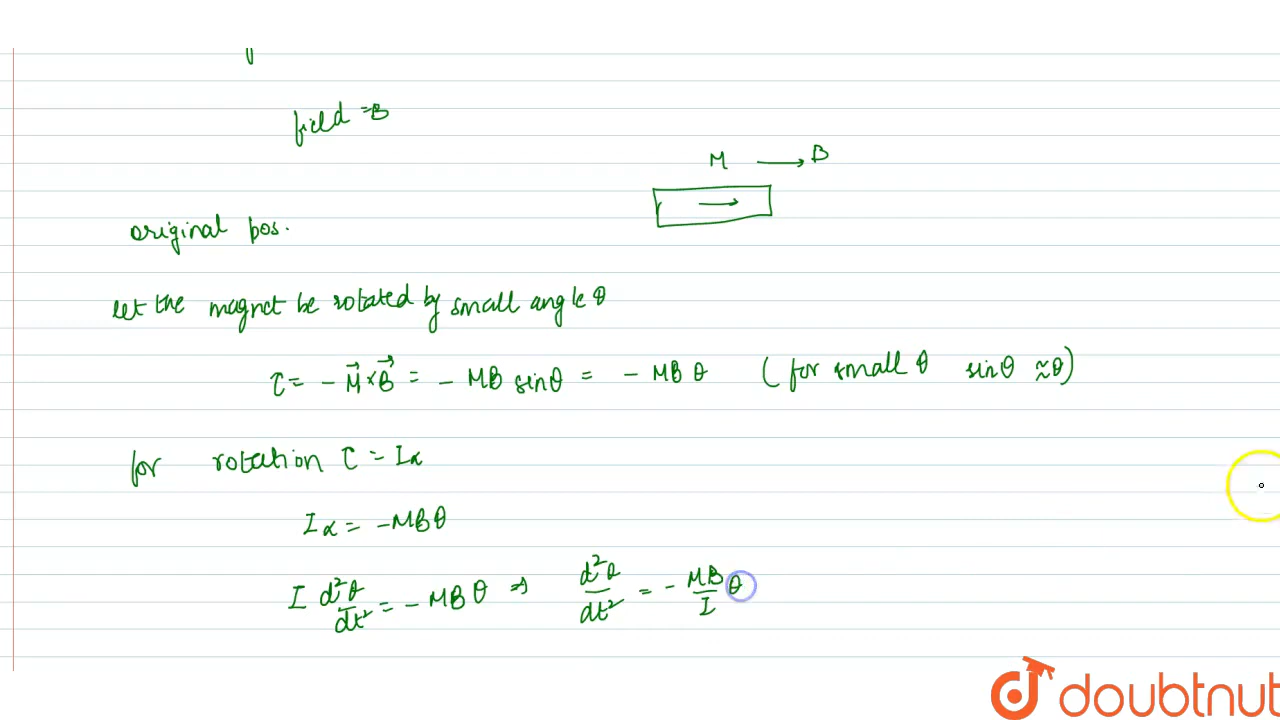 field = B
M → B
original pos.
let the magnet be rotated by small angle θ
τ = - M⃗ × B⃗ = - MB sinθ = - MB θ (for small θ sinθ ≈ θ)
for rotation τ = Iα
Iα = -MBθ
I d²θ/dt² = - MBθ ⇒ d²θ/dt² = - MB/I θ
doubtnut